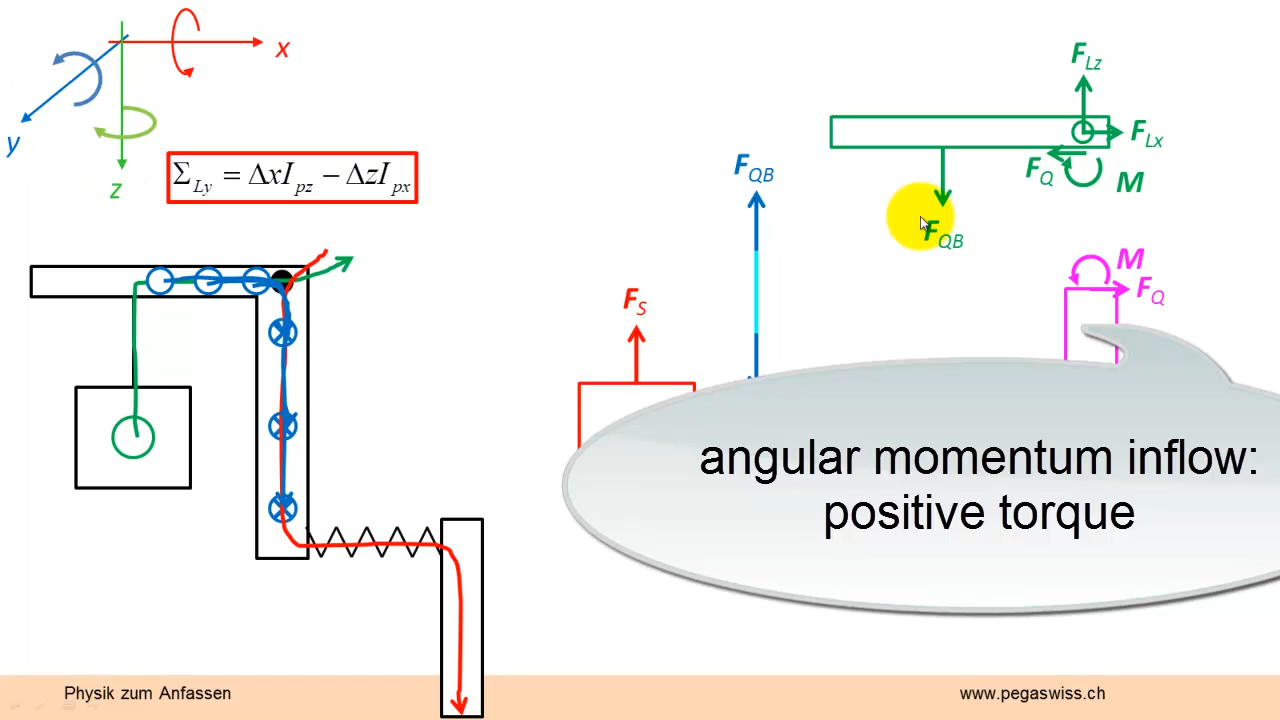 x
y
z
Σ_Ly = ΔxI_pz − ΔzI_px
F_Lz
F_Lx
F_Q
M
F_QB
F_QB
F_S
M
F_Q
angular momentum inflow:
positive torque
Physik zum Anfassen
www.pegaswiss.ch